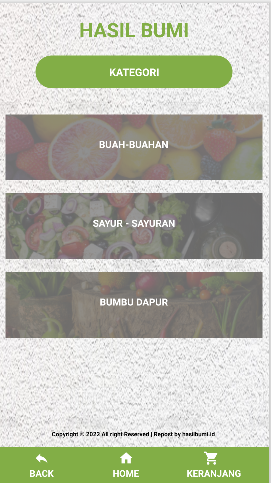 HASIL BUMI
KATEGORI
BUAH-BUAHAN
SAYUR - SAYURAN
BUMBU DAPUR
Copyright © 2022 All right Reserved | Repost by hasilbumi.id
BACK
HOME
KERANJANG